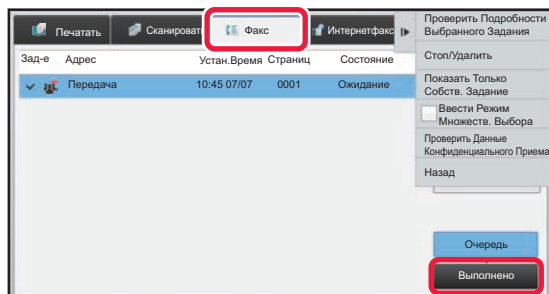 Печатать
Сканироват
Факс
Интернетфакс
Зад-е Адрес Устан.Время Страниц Состояние
Передача 10:45 07/07 0001 Ожидание
Проверить Подробности
Выбранного Задания
Стоп/Удалить
Показать Только
Собств. Задание
Ввести Режим
Множеств. Выбора
Проверить Данные
Конфиденциального Приема
Назад
Очередь
Выполнено